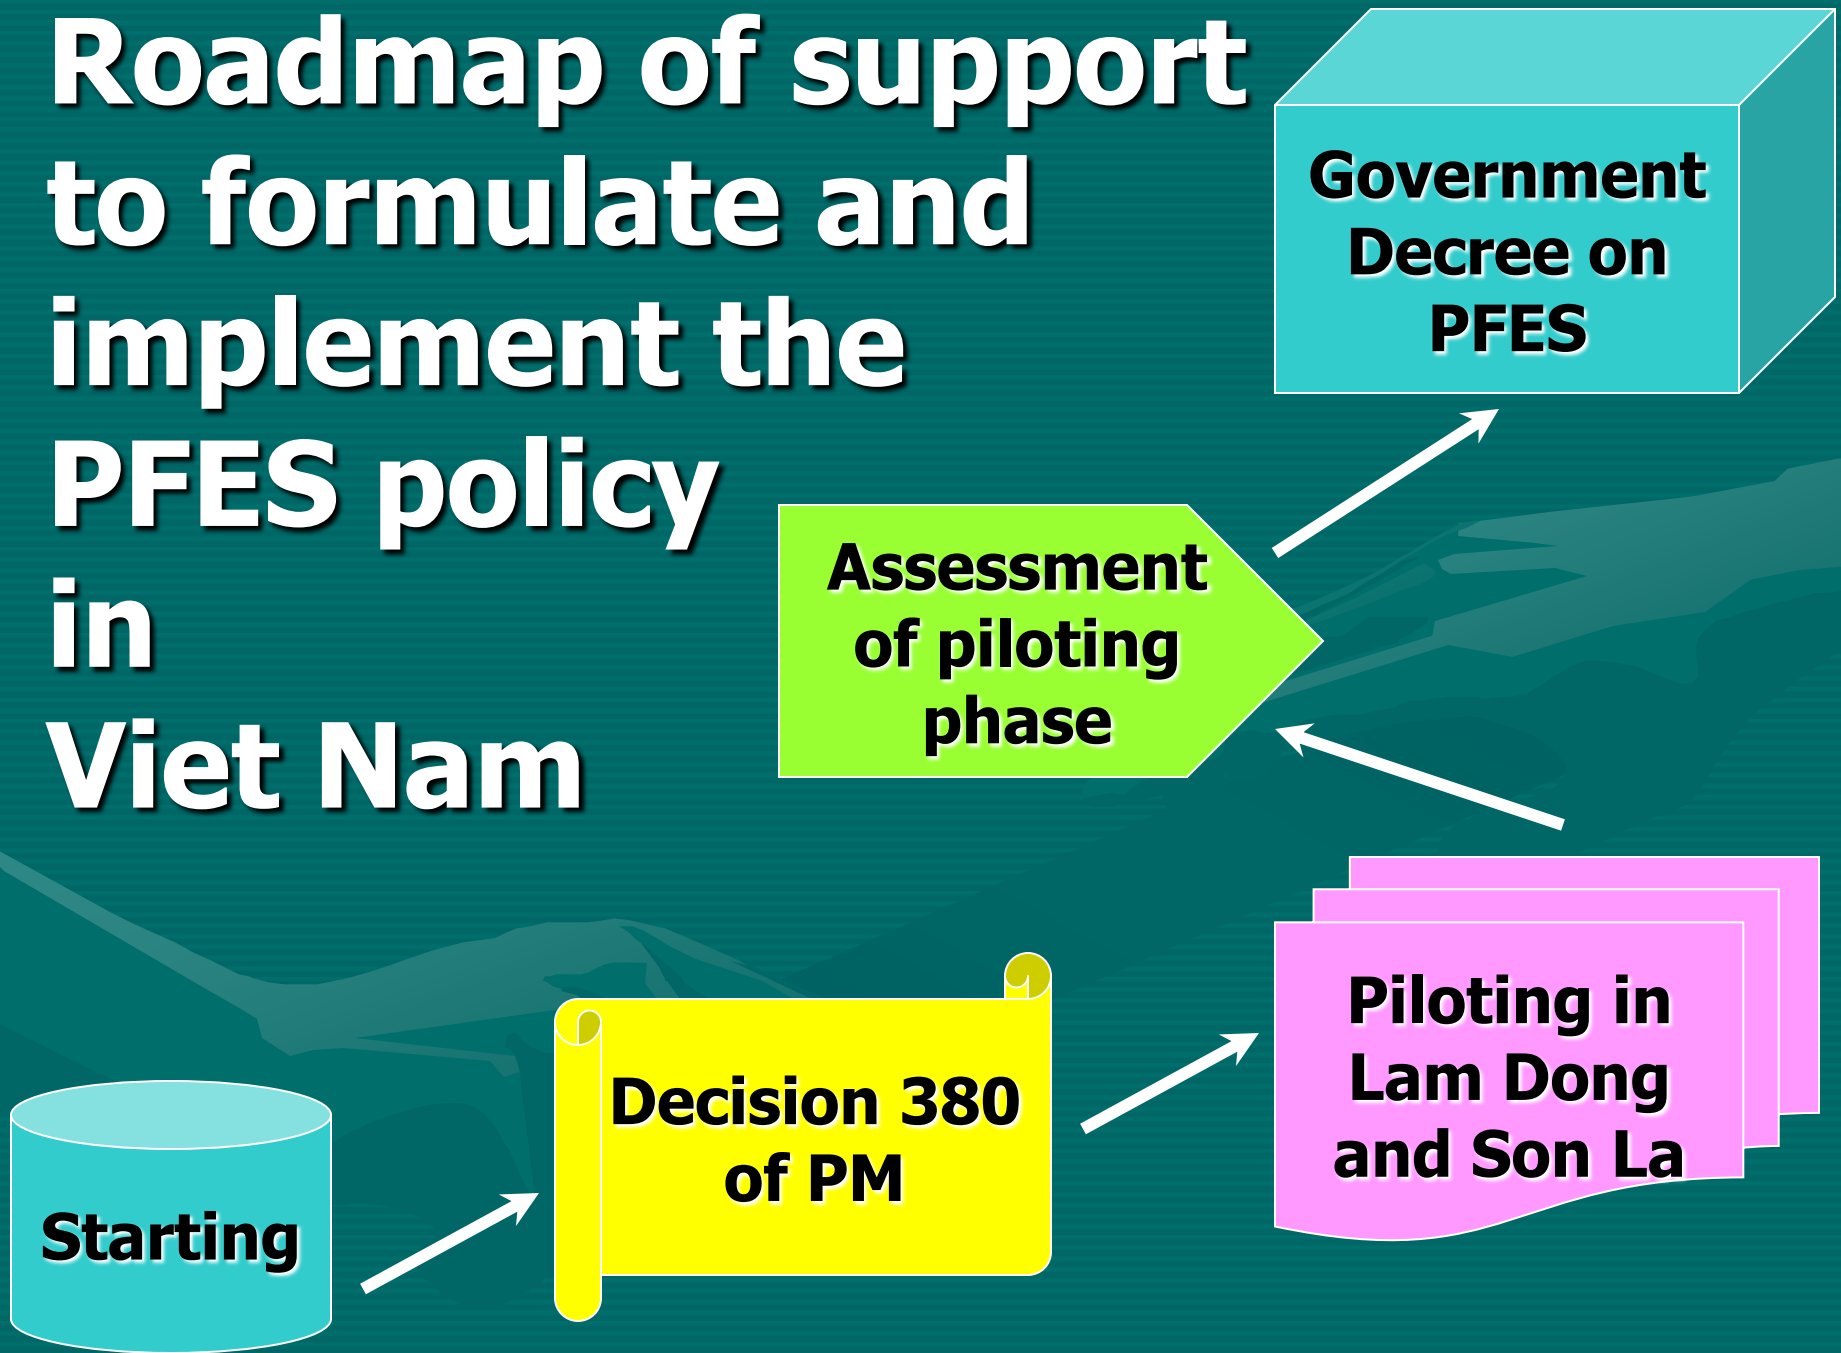 Roadmap of support
to formulate and
implement the
PFES policy
in
Viet Nam
Government
Decree on
PFES
Assessment
of piloting
phase
Piloting in
Lam Dong
and Son La
Decision 380
of PM
Starting